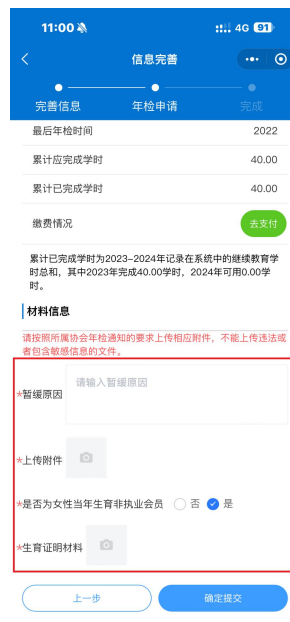 11:00 4G 91
信息完善
完善信息 年检申请 完成
最后年检时间 2022
累计应完成学时 40.00
累计已完成学时 40.00
缴费情况 去支付
累计已完成学时为2023-2024年记录在系统中的继续教育学
时总和，其中2023年完成40.00学时，2024年可用0.00学
时。
材料信息
请按照所属协会年检通知的要求上传相应附件，不能上传违法或
者包含敏感信息的文件。
*暂缓原因 请输入暂缓原因
*上传附件
*是否为女性当年生育非执业会员 否 是
*生育证明材料
上一步 确定提交